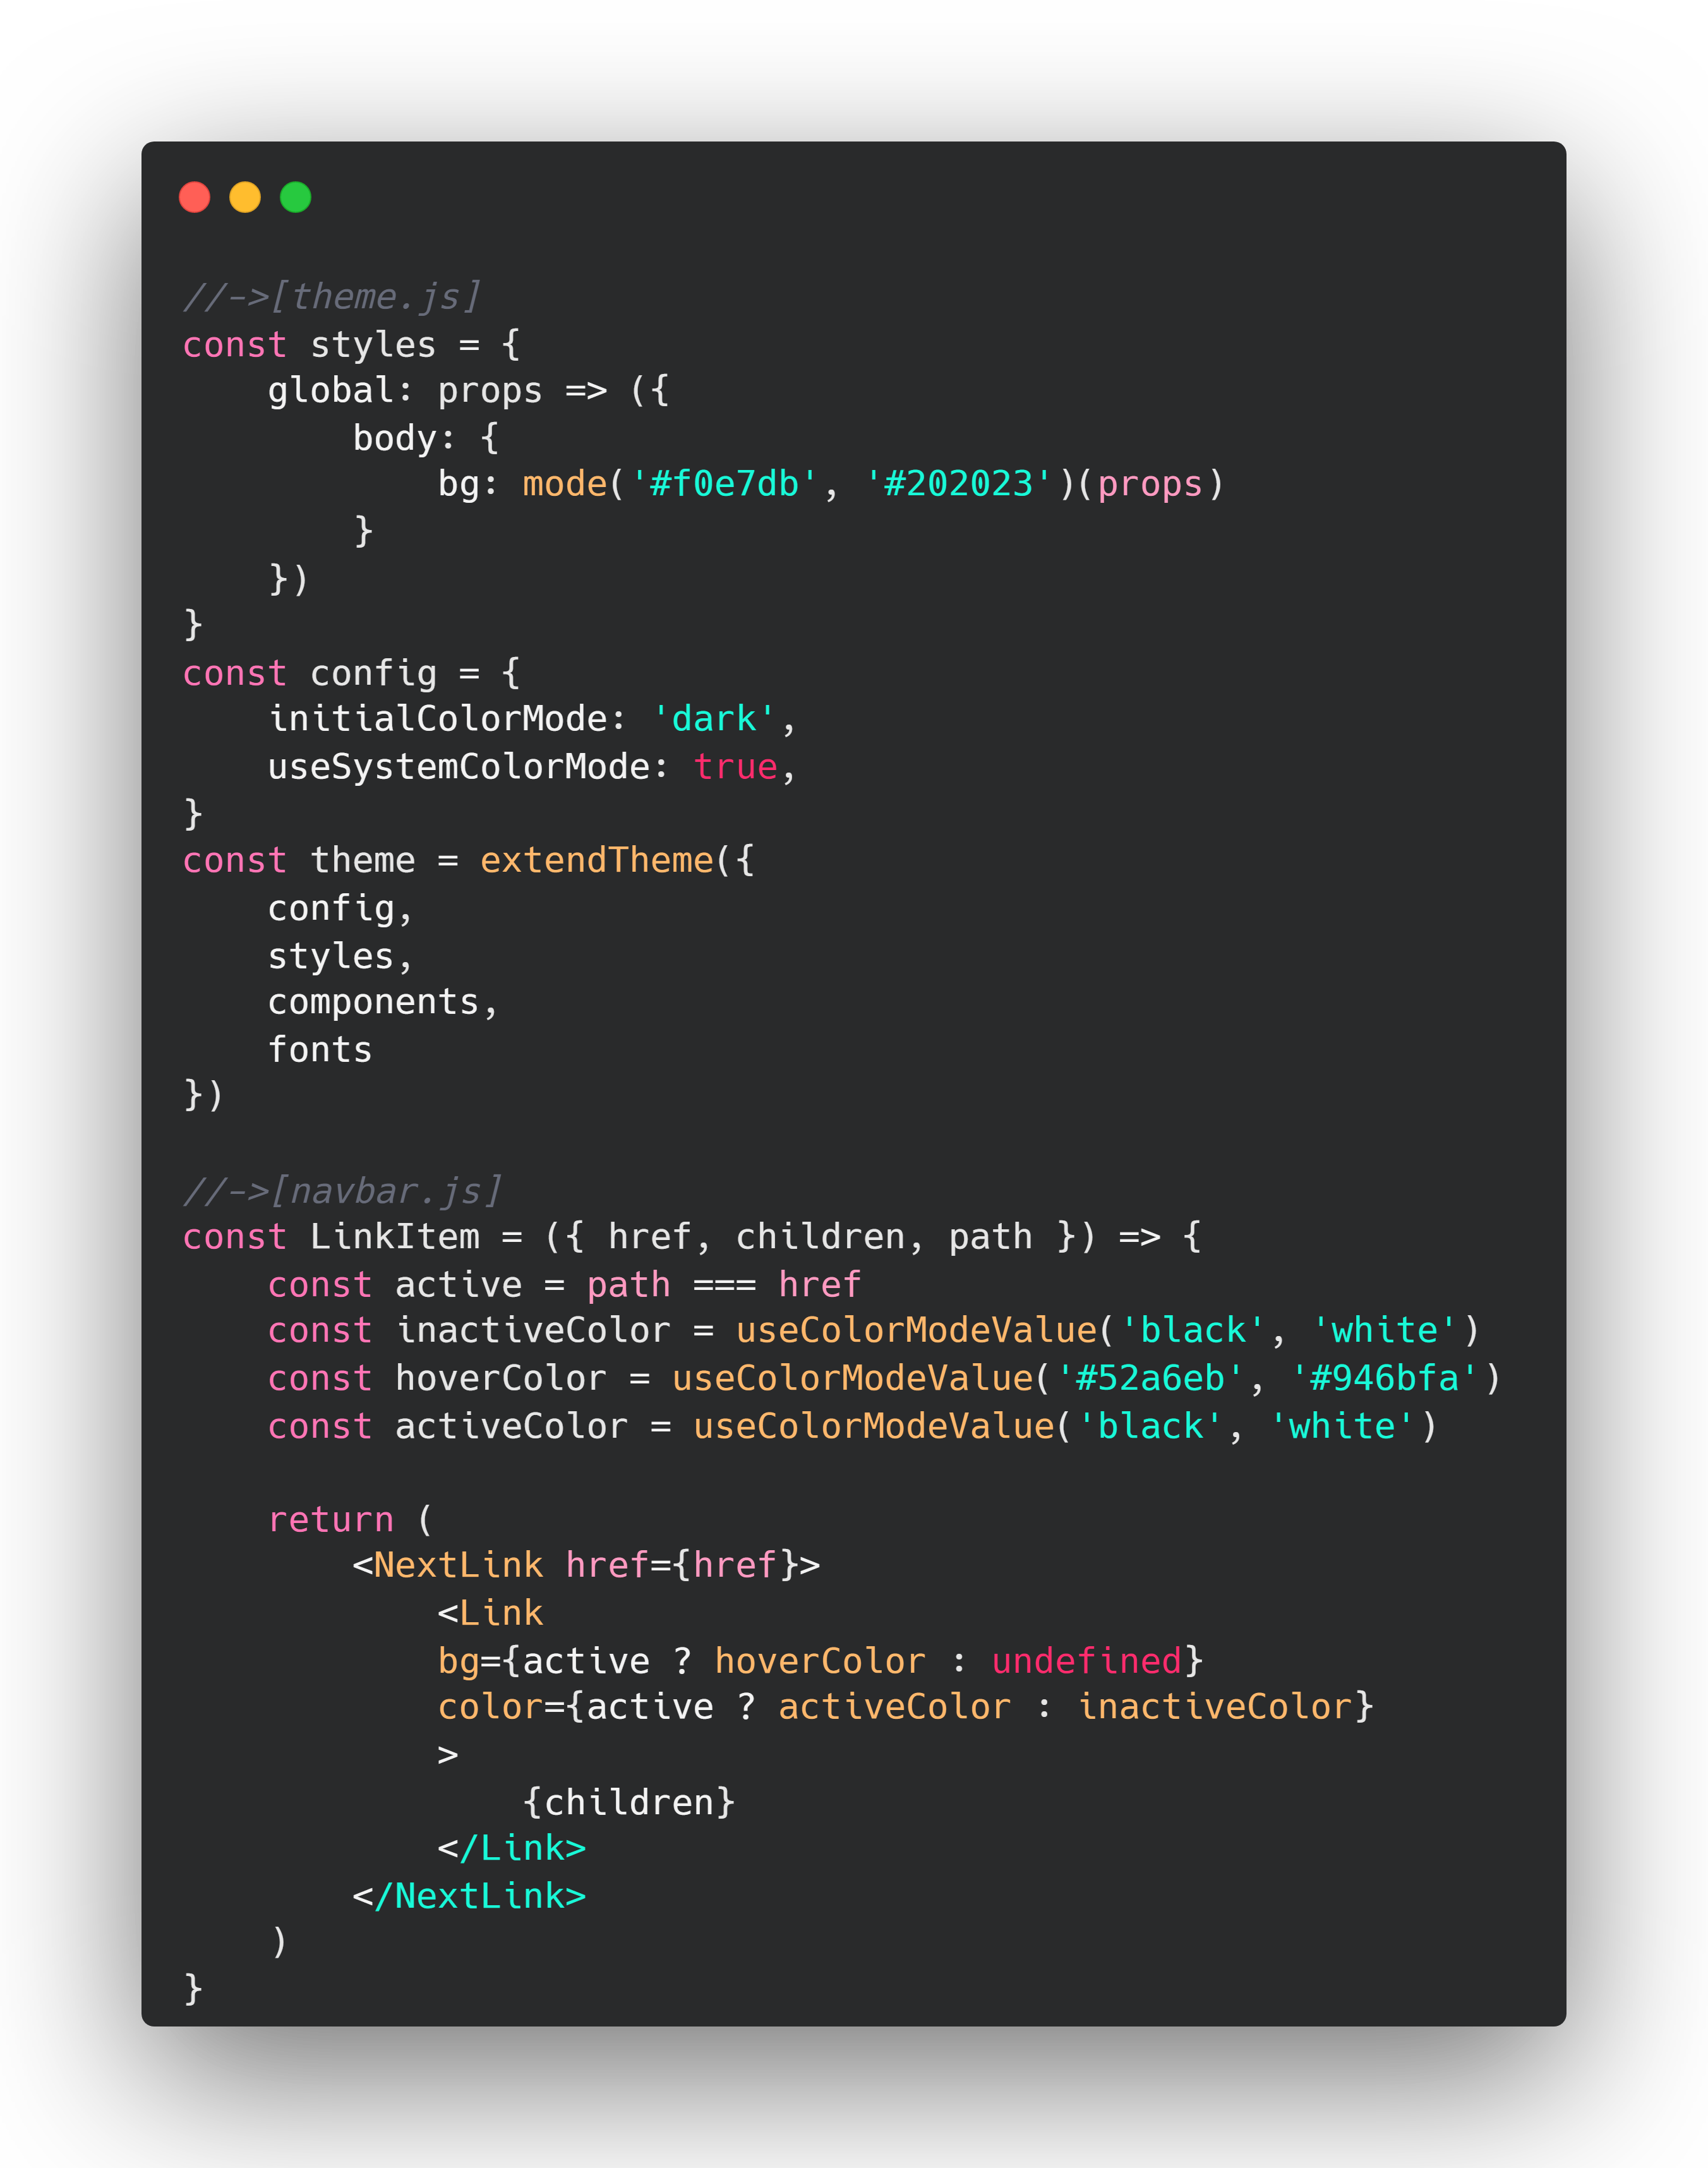 //->[theme.js]
const styles = {
    global: props => ({
        body: {
            bg: mode('#f0e7db', '#202023')(props)
        }
    })
}
const config = {
    initialColorMode: 'dark',
    useSystemColorMode: true,
}
const theme = extendTheme({
    config,
    styles,
    components,
    fonts
})

//->[navbar.js]
const LinkItem = ({ href, children, path }) => {
    const active = path === href
    const inactiveColor = useColorModeValue('black', 'white')
    const hoverColor = useColorModeValue('#52a6eb', '#946bfa')
    const activeColor = useColorModeValue('black', 'white')

    return (
        <NextLink href={href}>
            <Link
            bg={active ? hoverColor : undefined}
            color={active ? activeColor : inactiveColor}
            >
                {children}
            </Link>
        </NextLink>
    )
}